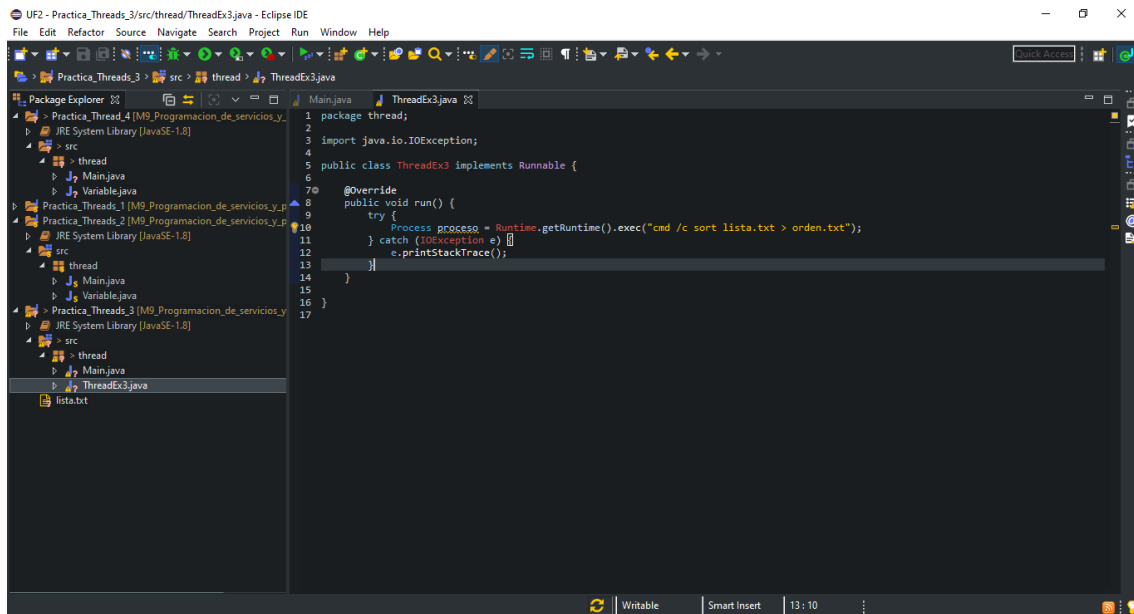 UF2 - Practica_Threads_3/src/thread/ThreadEx3.java - Eclipse IDE
File Edit Refactor Source Navigate Search Project Run Window Help
Quick Access
> Practica_Threads_3 > src > thread > ThreadEx3.java
Package Explorer
> Practica_Thread_4 [M9_Programacion_de_servicios_y_
JRE System Library [JavaSE-1.8]
> src
> thread
Main.java
Variable.java
Practica_Threads_1 [M9_Programacion_de_servicios_y_p
Practica_Threads_2 [M9_Programacion_de_servicios_y_p
JRE System Library [JavaSE-1.8]
src
thread
Main.java
Variable.java
> Practica_Threads_3 [M9_Programacion_de_servicios_y
JRE System Library [JavaSE-1.8]
> src
> thread
Main.java
ThreadEx3.java
lista.txt
Main.java
ThreadEx3.java
1 package thread;
2
3 import java.io.IOException;
4
5 public class ThreadEx3 implements Runnable {
6
7 @Override
8 public void run() {
9 try {
10 Process proceso = Runtime.getRuntime().exec("cmd /c sort lista.txt > orden.txt");
11 } catch (IOException e) {
12 e.printStackTrace();
13 }
14 }
15
16 }
17
Writable
Smart Insert
13 : 10